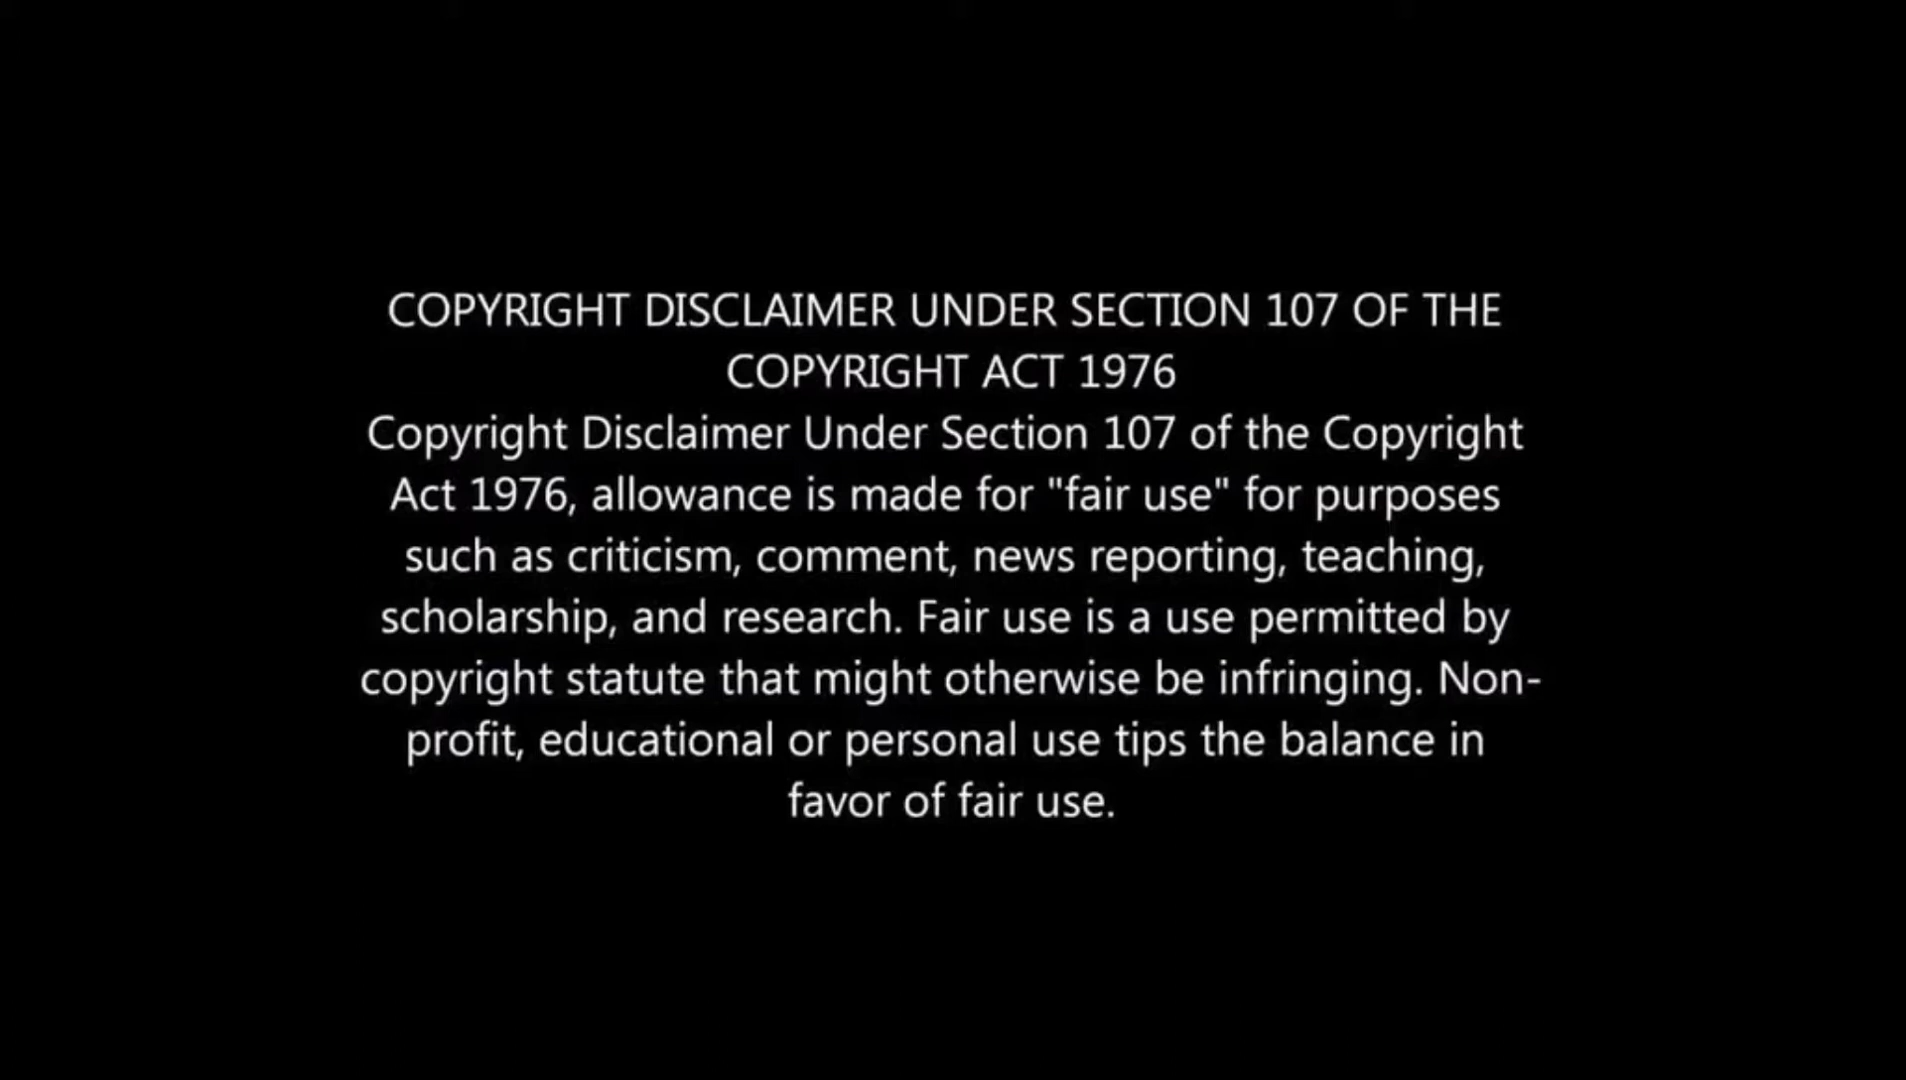 COPYRIGHT DISCLAIMER UNDER SECTION 107 OF THE
COPYRIGHT ACT 1976
Copyright Disclaimer Under Section 107 of the Copyright
Act 1976, allowance is made for "fair use" for purposes
such as criticism, comment, news reporting, teaching,
scholarship, and research. Fair use is a use permitted by
copyright statute that might otherwise be infringing. Non-
profit, educational or personal use tips the balance in
favor of fair use.